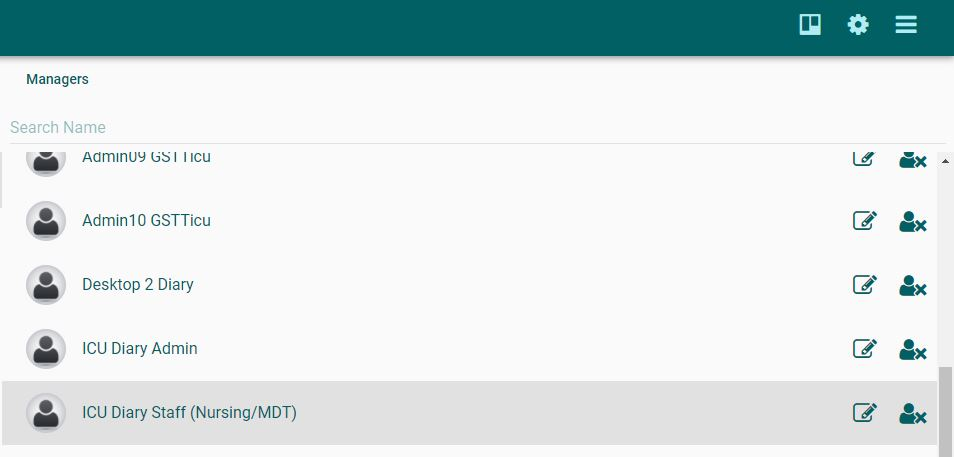 Managers
Search Name
Admin09 GSTTicu
Admin10 GSTTicu
Desktop 2 Diary
ICU Diary Admin
ICU Diary Staff (Nursing/MDT)